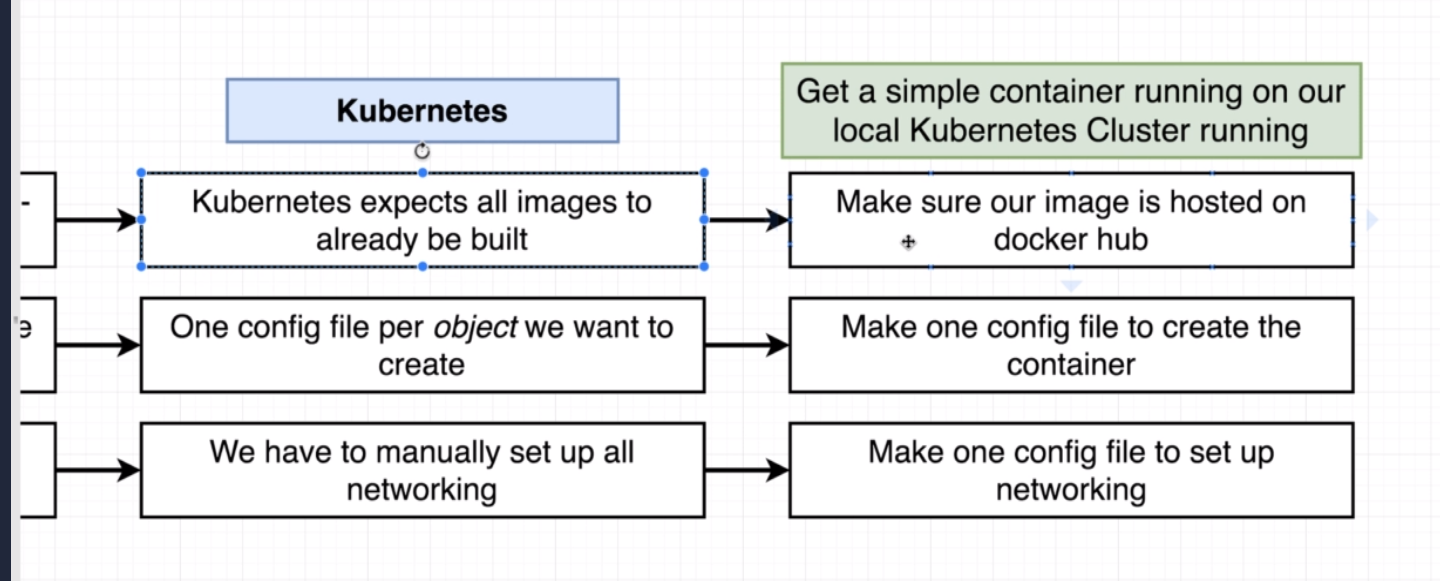 Kubernetes
Get a simple container running on our
local Kubernetes Cluster running
-
Kubernetes expects all images to
already be built
Make sure our image is hosted on
docker hub
e
One config file per object we want to
create
Make one config file to create the
container
We have to manually set up all
networking
Make one config file to set up
networking